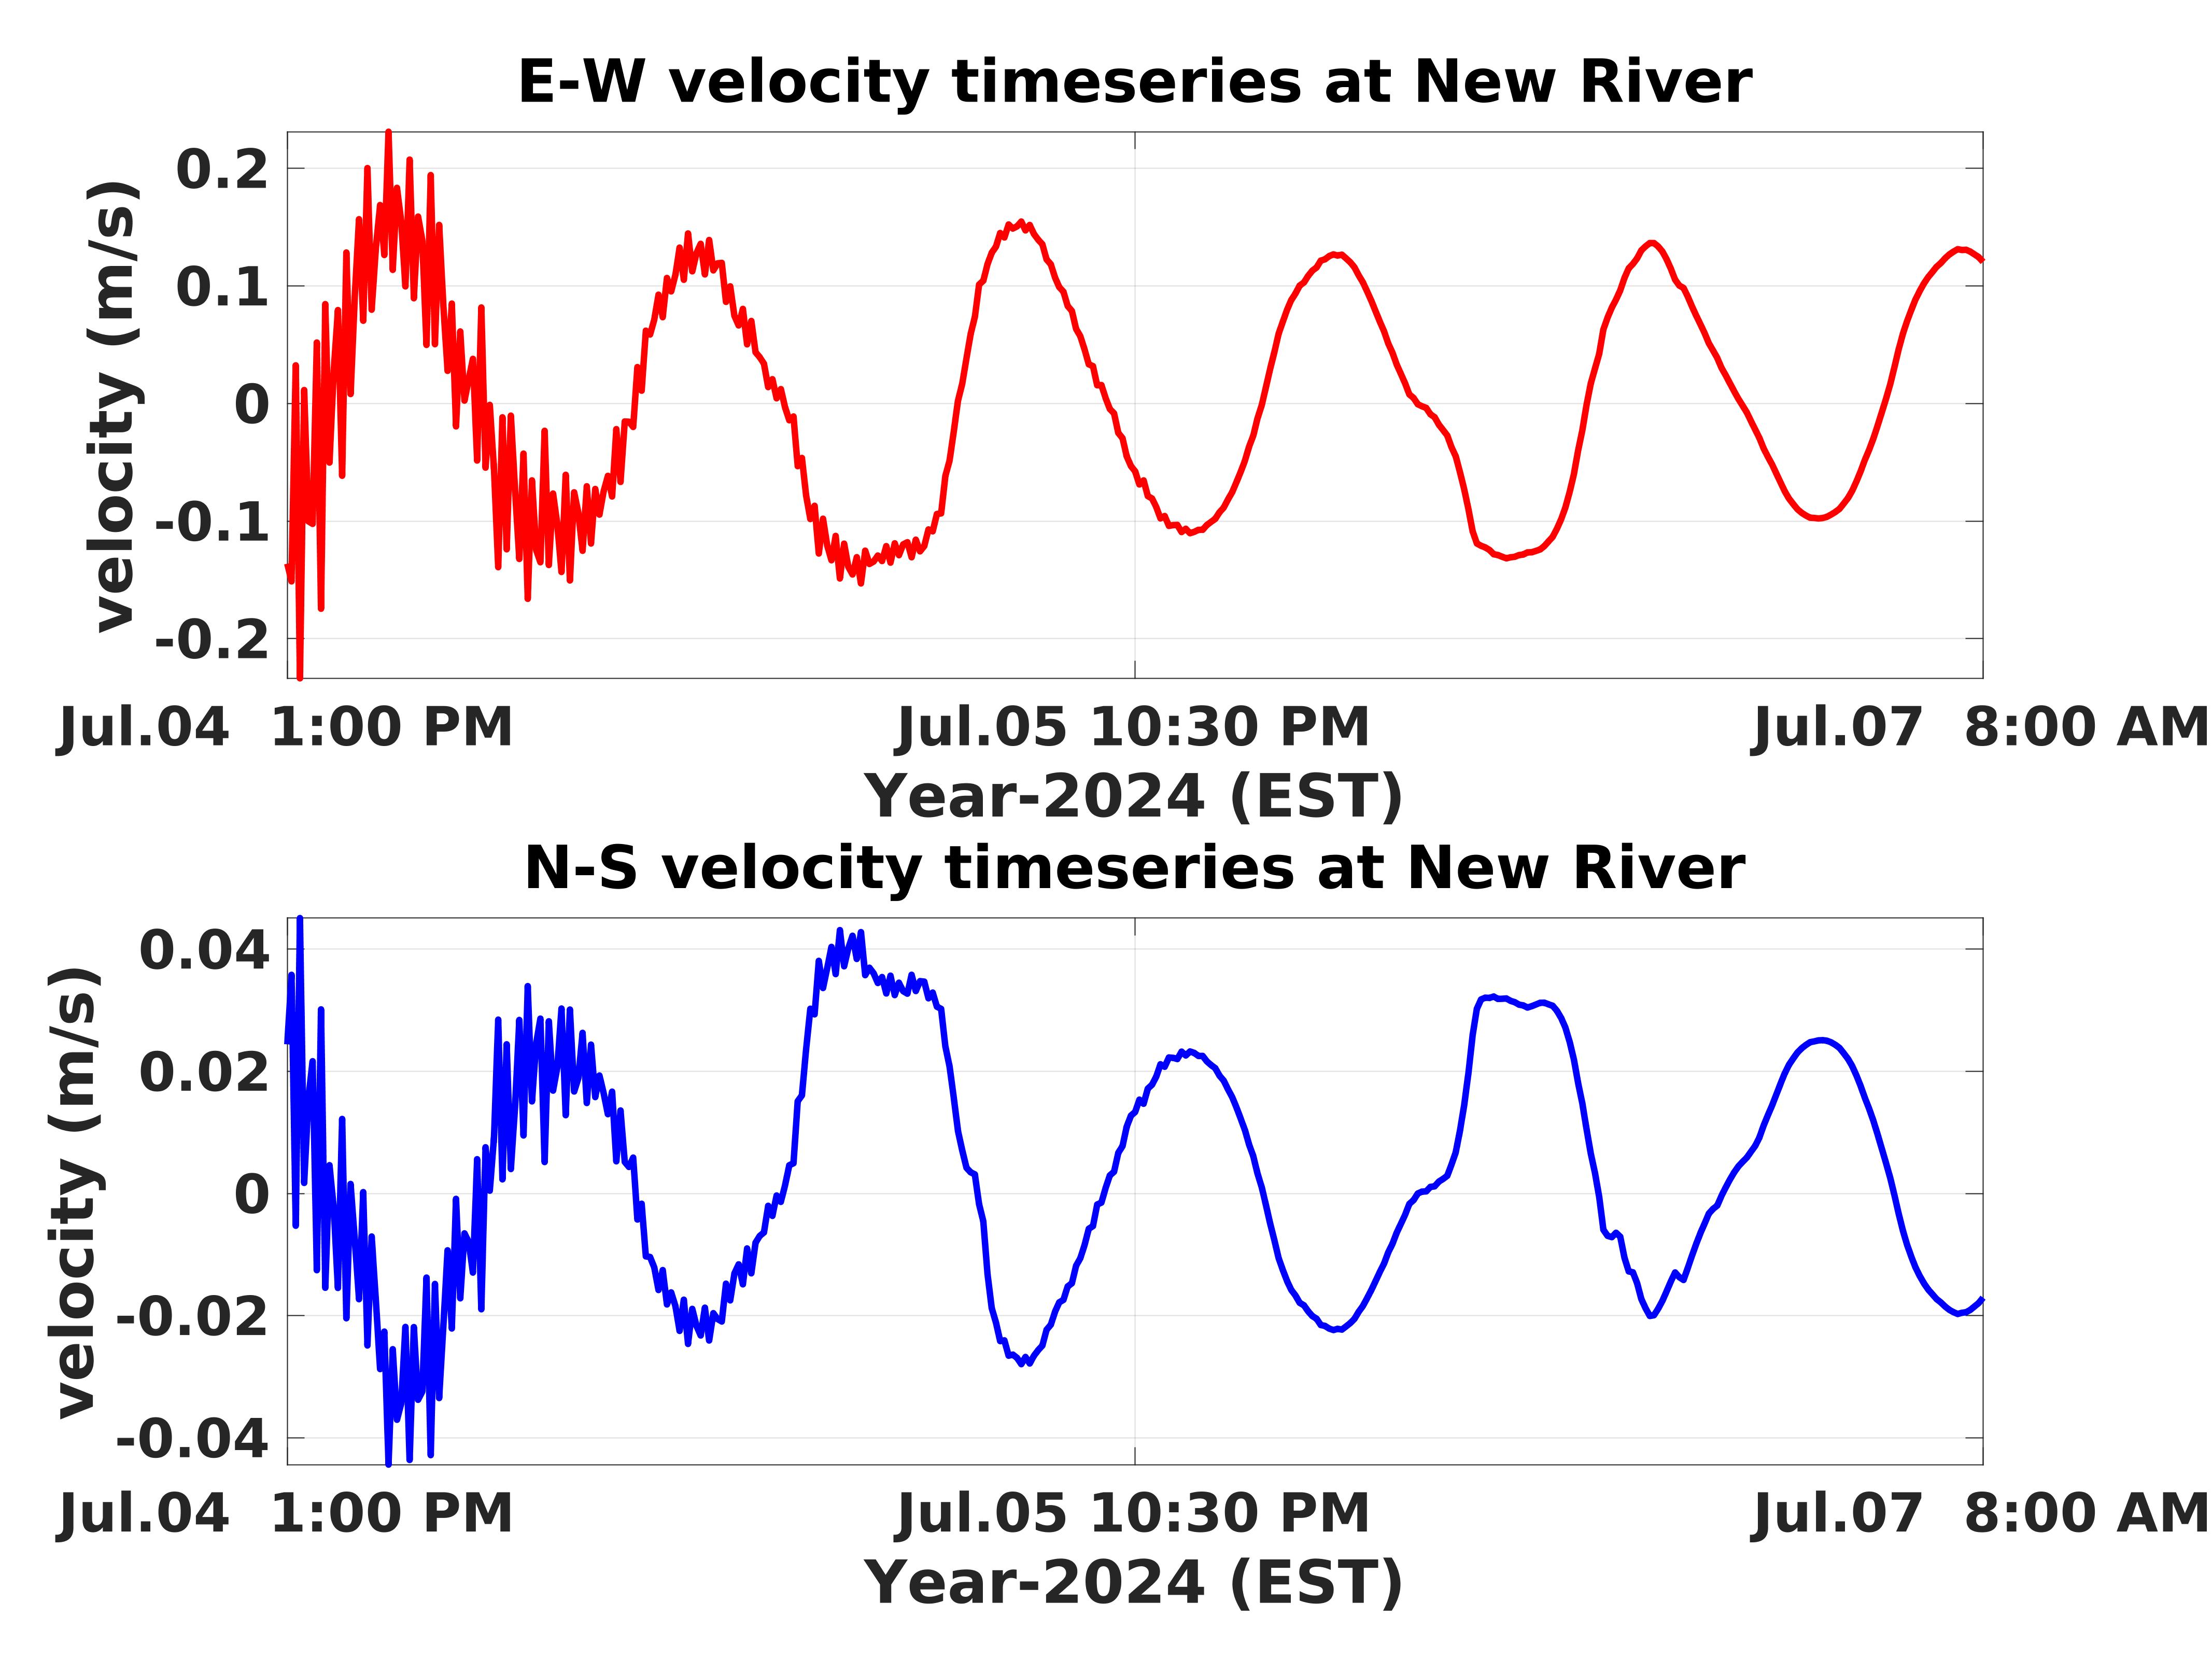 E-W velocity timeseries at New River
velocity (m/s)
0.2
0.1
0
-0.1
-0.2
Jul.04  1:00 PM
Jul.05 10:30 PM
Jul.07  8:00 AM
Year-2024 (EST)
N-S velocity timeseries at New River
velocity (m/s)
0.04
0.02
0
-0.02
-0.04
Jul.04  1:00 PM
Jul.05 10:30 PM
Jul.07  8:00 AM
Year-2024 (EST)